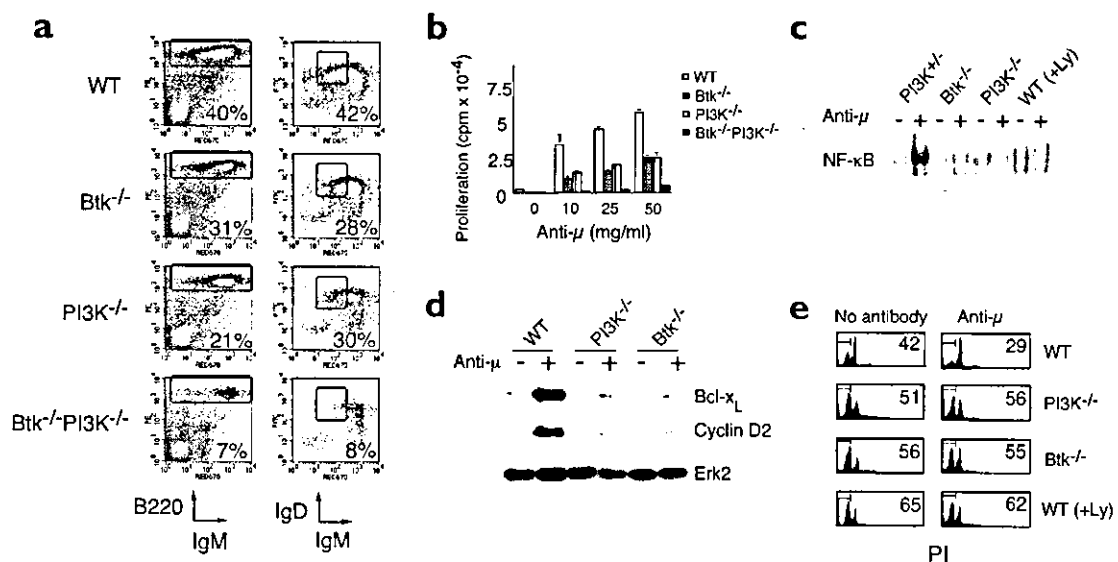 a
WT
40%
42%
Btk-/-
31%
28%
PI3K-/-
21%
30%
Btk-/-PI3K-/-
7%
8%
B220
IgM
IgD
IgM
b
Proliferation (cpm x 10⁻⁴)
7.5
5
2.5
0
0 10 25 50
Anti-μ (mg/ml)
WT
Btk-/-
PI3K-/-
Btk-/-PI3K-/-
c
PI3K+/- Btk-/- PI3K-/- WT (+Ly)
Anti-μ - + - + - + - +
NF-κB
d
WT PI3K-/- Btk-/-
Anti-μ - + - + - +
Bcl-xL
Cyclin D2
Erk2
e
No antibody Anti-μ
42 29 WT
51 56 PI3K-/-
56 55 Btk-/-
65 62 WT (+Ly)
PI